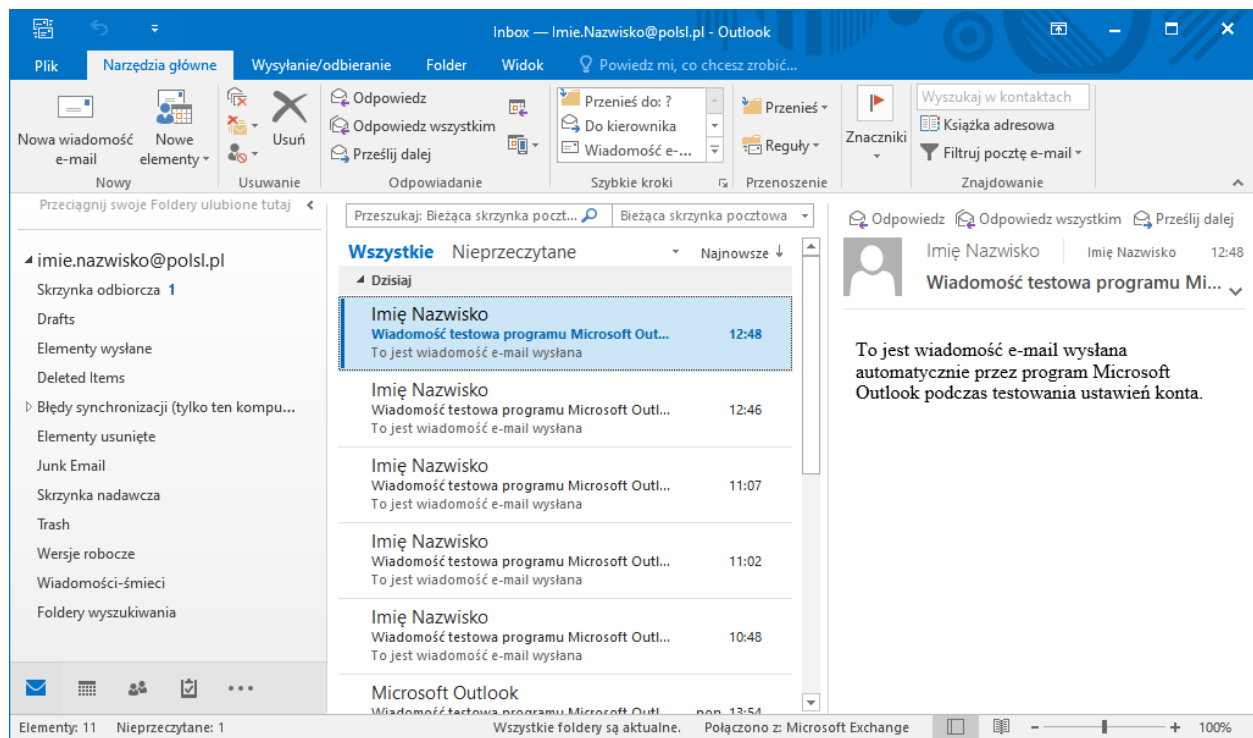 Inbox — Imie.Nazwisko@polsl.pl - Outlook
Plik Narzędzia główne Wysyłanie/odbieranie Folder Widok Powiedz mi, co chcesz zrobić...
Nowa wiadomość e-mail
Nowe elementy
Nowy
Usuń
Usuwanie
Odpowiedz
Odpowiedz wszystkim
Prześlij dalej
Odpowiadanie
Przenieś do: ?
Do kierownika
Wiadomość e-...
Szybkie kroki
Przenieś
Reguły
Przenoszenie
Znaczniki
Wyszukaj w kontaktach
Książka adresowa
Filtruj pocztę e-mail
Znajdowanie
Przeciągnij swoje Foldery ulubione tutaj
imie.nazwisko@polsl.pl
Skrzynka odbiorcza 1
Drafts
Elementy wysłane
Deleted Items
Błędy synchronizacji (tylko ten kompu...
Elementy usunięte
Junk Email
Skrzynka nadawcza
Trash
Wersje robocze
Wiadomości-śmieci
Foldery wyszukiwania
Przeszukaj: Bieżąca skrzynka poczt... Bieżąca skrzynka pocztowa
Wszystkie Nieprzeczytane Najnowsze ↓
Dzisiaj
Imię Nazwisko
Wiadomość testowa programu Microsoft Out... 12:48
To jest wiadomość e-mail wysłana
Imię Nazwisko
Wiadomość testowa programu Microsoft Outl... 12:46
To jest wiadomość e-mail wysłana
Imię Nazwisko
Wiadomość testowa programu Microsoft Outl... 11:07
To jest wiadomość e-mail wysłana
Imię Nazwisko
Wiadomość testowa programu Microsoft Outl... 11:02
To jest wiadomość e-mail wysłana
Imię Nazwisko
Wiadomość testowa programu Microsoft Outl... 10:48
To jest wiadomość e-mail wysłana
Microsoft Outlook
Wiadomość testowa programu Microsoft Outl... pon. 13:54
Odpowiedz Odpowiedz wszystkim Prześlij dalej
Imię Nazwisko Imię Nazwisko 12:48
Wiadomość testowa programu Mi...
To jest wiadomość e-mail wysłana
automatycznie przez program Microsoft
Outlook podczas testowania ustawień konta.
Elementy: 11 Nieprzeczytane: 1 Wszystkie foldery są aktualne. Połączono z: Microsoft Exchange 100%